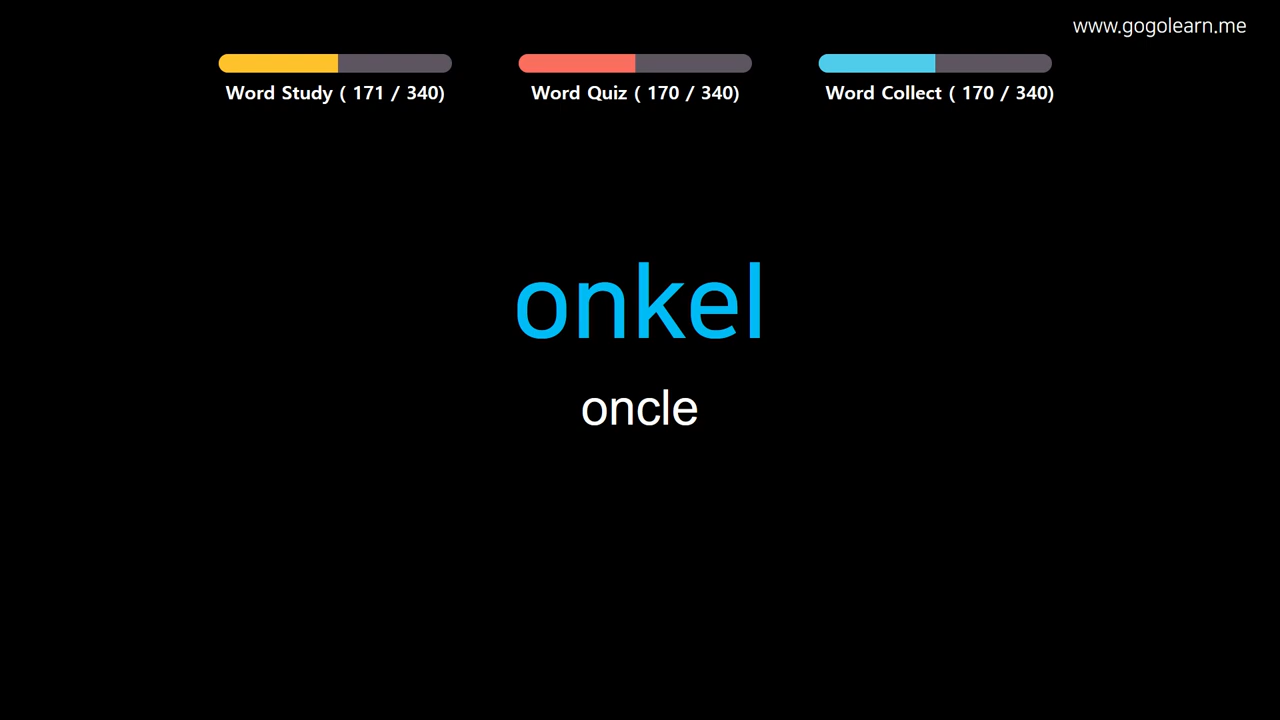 www.gogolearn.me
Word Study ( 171 / 340)
Word Quiz ( 170 / 340)
Word Collect ( 170 / 340)
onkel
oncle